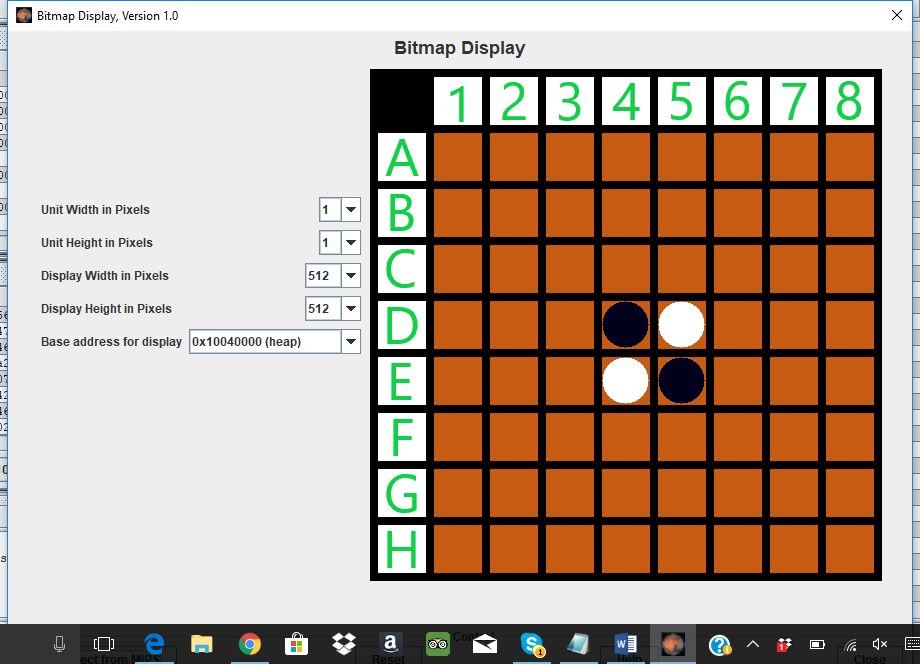 Bitmap Display, Version 1.0
Bitmap Display
1 2 3 4 5 6 7 8
A
B
C
D
E
F
G
H
Unit Width in Pixels 1
Unit Height in Pixels 1
Display Width in Pixels 512
Display Height in Pixels 512
Base address for display 0x10040000 (heap)
ect from MIPS
Reset
Help
Close